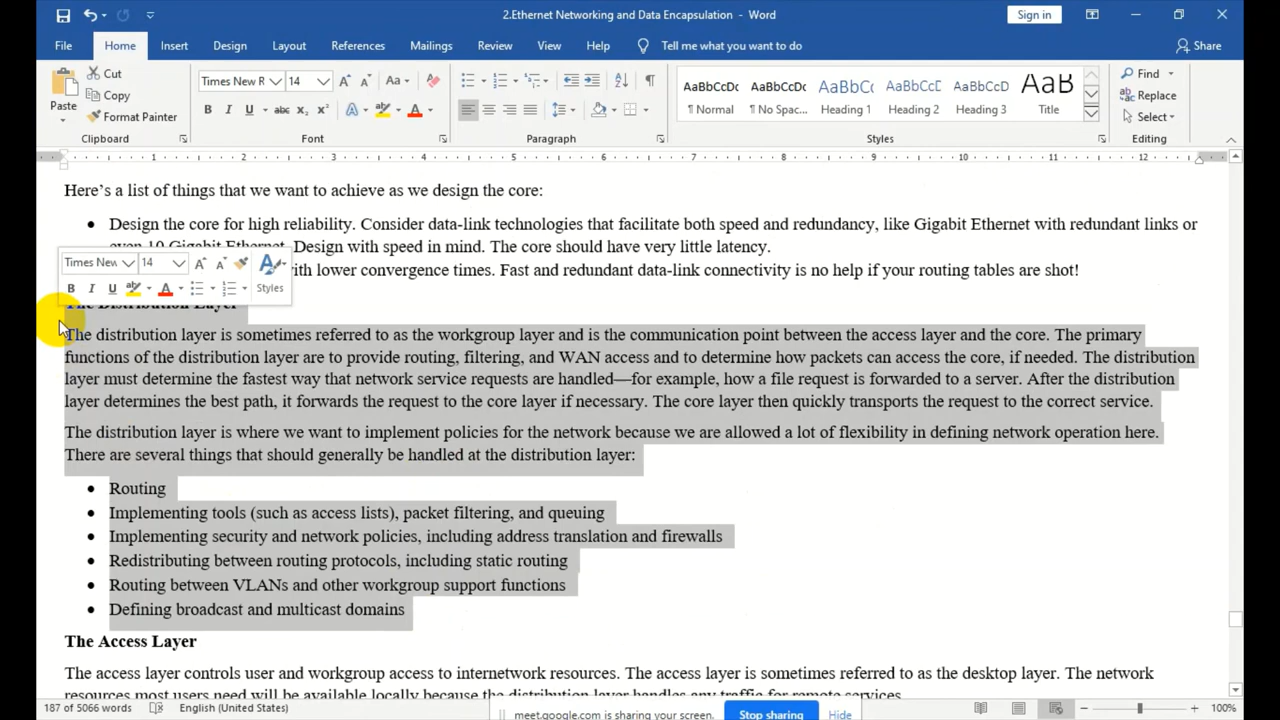 2.Ethernet Networking and Data Encapsulation - Word
Sign in
File Home Insert Design Layout References Mailings Review View Help Tell me what you want to do Share
Paste
Cut
Copy
Format Painter
Clipboard
Times New R 14
Font
Paragraph
AaBbCcDc AaBbCcDc AaBbC AaBbCcD AaBbCcD AaB
¶ Normal ¶ No Spac... Heading 1 Heading 2 Heading 3 Title
Styles
Find
Replace
Select
Editing
1 2 3 4 5 6 7 8 9 10 11 12
Here’s a list of things that we want to achieve as we design the core:
• Design the core for high reliability. Consider data-link technologies that facilitate both speed and redundancy, like Gigabit Ethernet with redundant links or
even 10 Gigabit Ethernet. Design with speed in mind. The core should have very little latency.
Times New 14
with lower convergence times. Fast and redundant data-link connectivity is no help if your routing tables are shot!
B I U A Styles
The Distribution Layer
The distribution layer is sometimes referred to as the workgroup layer and is the communication point between the access layer and the core. The primary
functions of the distribution layer are to provide routing, filtering, and WAN access and to determine how packets can access the core, if needed. The distribution
layer must determine the fastest way that network service requests are handled—for example, how a file request is forwarded to a server. After the distribution
layer determines the best path, it forwards the request to the core layer if necessary. The core layer then quickly transports the request to the correct service.
The distribution layer is where we want to implement policies for the network because we are allowed a lot of flexibility in defining network operation here.
There are several things that should generally be handled at the distribution layer:
• Routing
• Implementing tools (such as access lists), packet filtering, and queuing
• Implementing security and network policies, including address translation and firewalls
• Redistributing between routing protocols, including static routing
• Routing between VLANs and other workgroup support functions
• Defining broadcast and multicast domains
The Access Layer
The access layer controls user and workgroup access to internetwork resources. The access layer is sometimes referred to as the desktop layer. The network
resources most users need will be available locally because the distribution layer handles any traffic for remote services.
187 of 5066 words English (United States) 100%
meet.google.com is sharing your screen. Stop sharing Hide